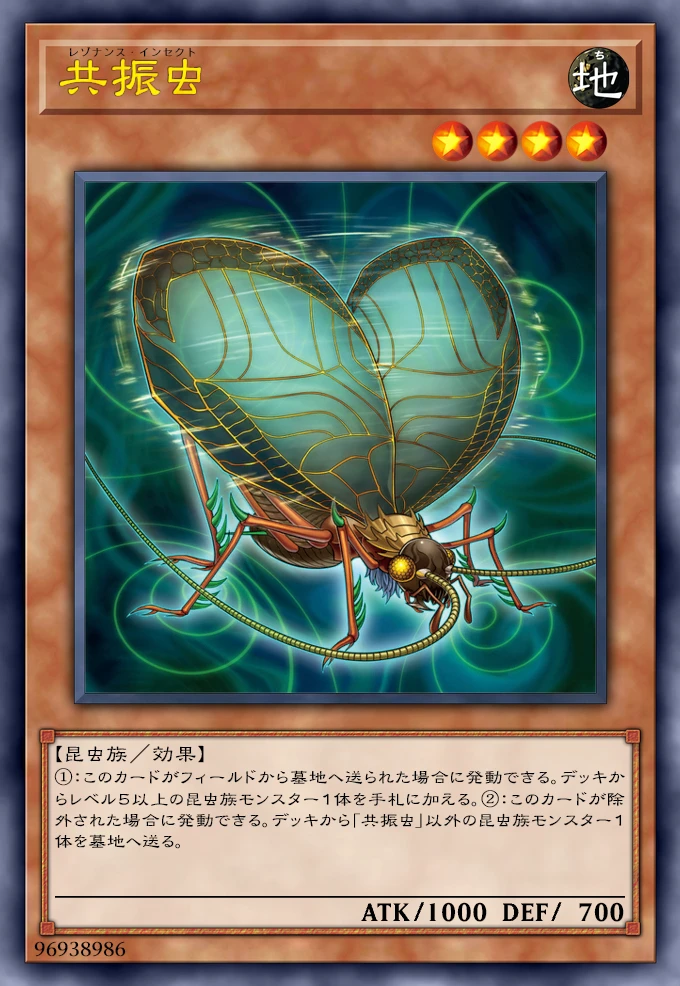 レゾナンス・インセクト
共振虫
ち
地
【昆虫族／効果】
①：このカードがフィールドから墓地へ送られた場合に発動できる。デッキか
らレベル５以上の昆虫族モンスター１体を手札に加える。②：このカードが除
外された場合に発動できる。デッキから「共振虫」以外の昆虫族モンスター１
体を墓地へ送る。
ATK/1000 DEF/ 700
96938986